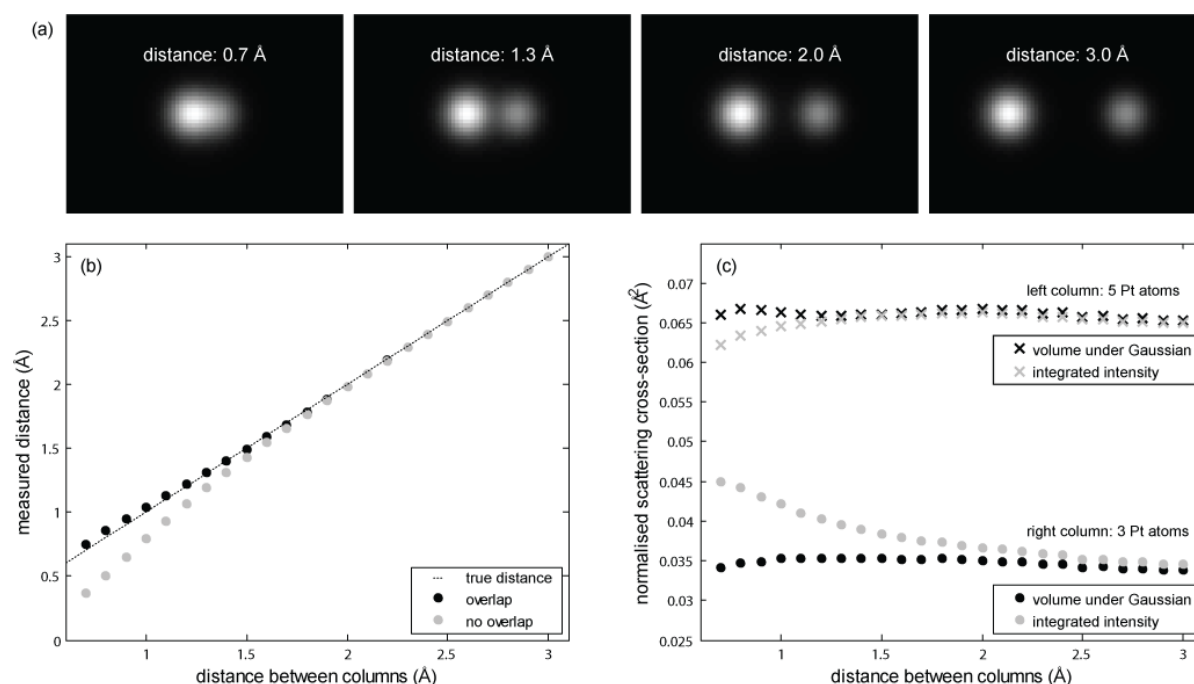 (a)
distance: 0.7 Å
distance: 1.3 Å
distance: 2.0 Å
distance: 3.0 Å
(b)
measured distance (Å)
3
2.5
2
1.5
1
0.5
0
true distance
overlap
no overlap
1
1.5
2
2.5
3
distance between columns (Å)
(c)
normalised scattering cross-section (Å²)
0.07
0.065
0.06
0.055
0.05
0.045
0.04
0.035
0.03
0.025
left column: 5 Pt atoms
volume under Gaussian
integrated intensity
right column: 3 Pt atoms
volume under Gaussian
integrated intensity
1
1.5
2
2.5
3
distance between columns (Å)